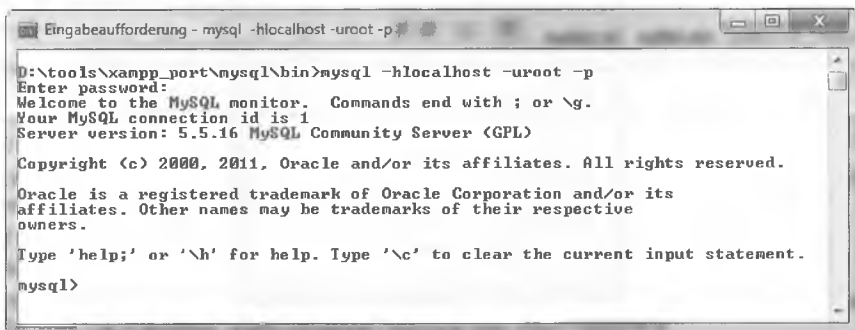 Eingabeaufforderung - mysql -hlocalhost -uroot -p
D:\tools\xampp_port\mysql\bin>mysql -hlocalhost -uroot -p
Enter password:
Welcome to the MySQL monitor. Commands end with ; or \g.
Your MySQL connection id is 1
Server version: 5.5.16 MySQL Community Server (GPL)
Copyright (c) 2000, 2011, Oracle and/or its affiliates. All rights reserved.
Oracle is a registered trademark of Oracle Corporation and/or its
affiliates. Other names may be trademarks of their respective
owners.
Type 'help;' or '\h' for help. Type '\c' to clear the current input statement.
mysql>